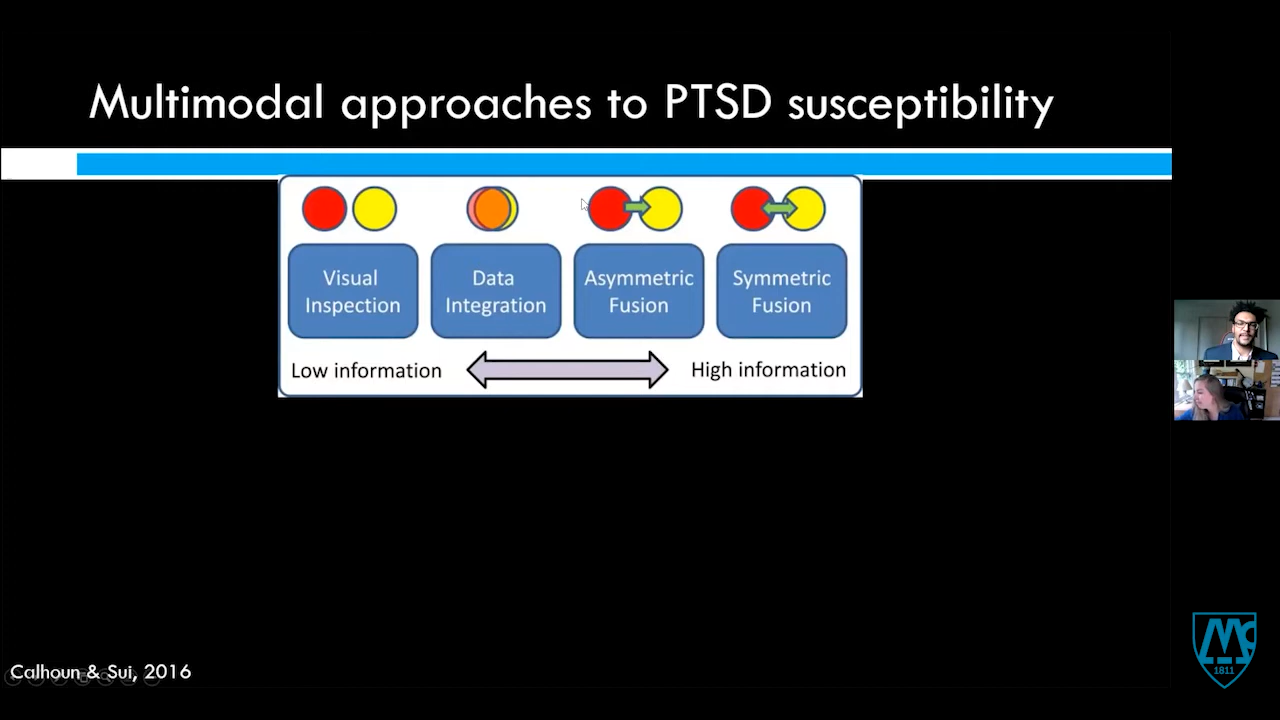 Multimodal approaches to PTSD susceptibility
Visual
Inspection
Data
Integration
Asymmetric
Fusion
Symmetric
Fusion
Low information
High information
Calhoun & Sui, 2016
1811